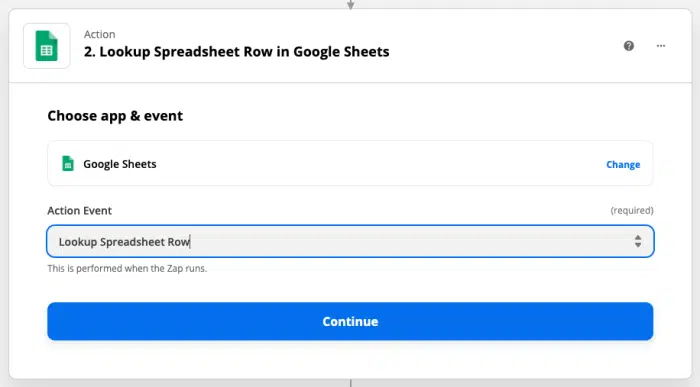 Action
2. Lookup Spreadsheet Row in Google Sheets
?
Choose app & event
Google Sheets
Change
Action Event
(required)
Lookup Spreadsheet Row
This is performed when the Zap runs.
Continue